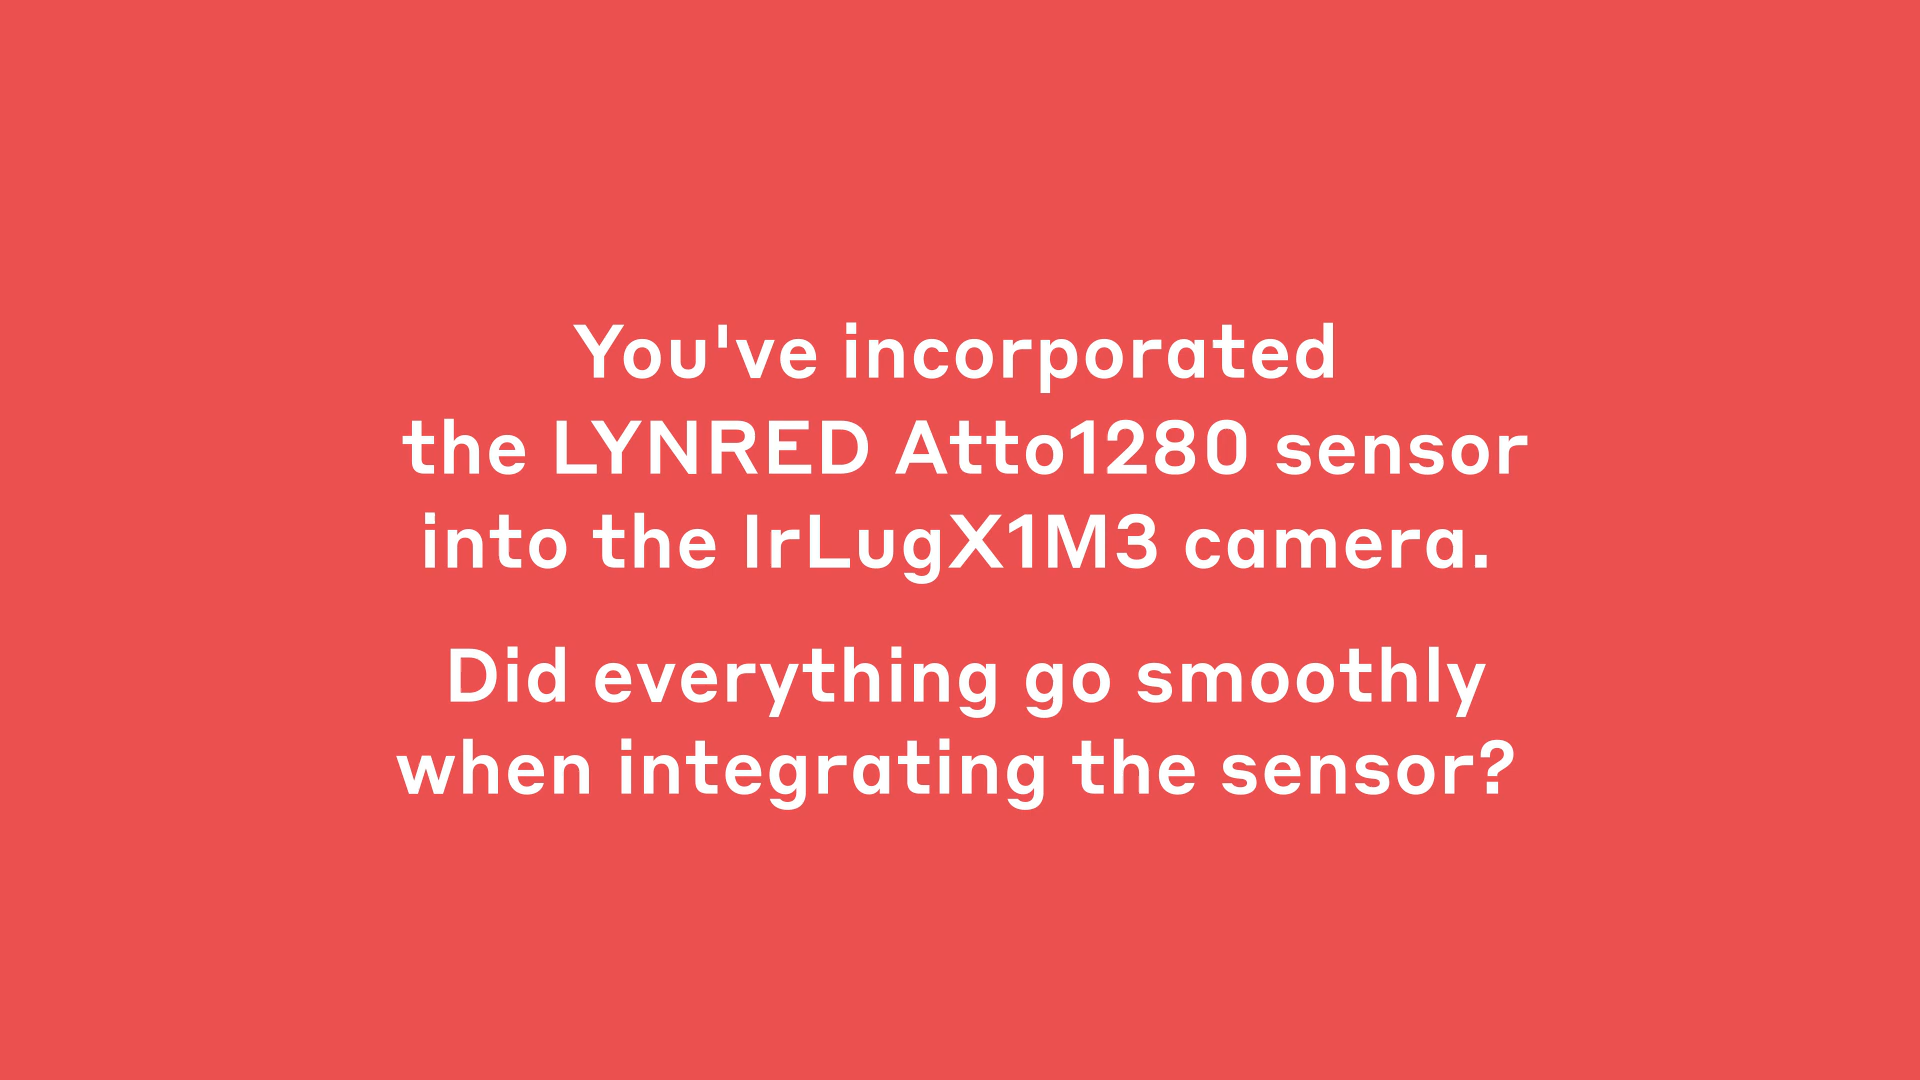 You've incorporated
the LYNRED Atto1280 sensor
into the IrLugX1M3 camera.
Did everything go smoothly
when integrating the sensor?